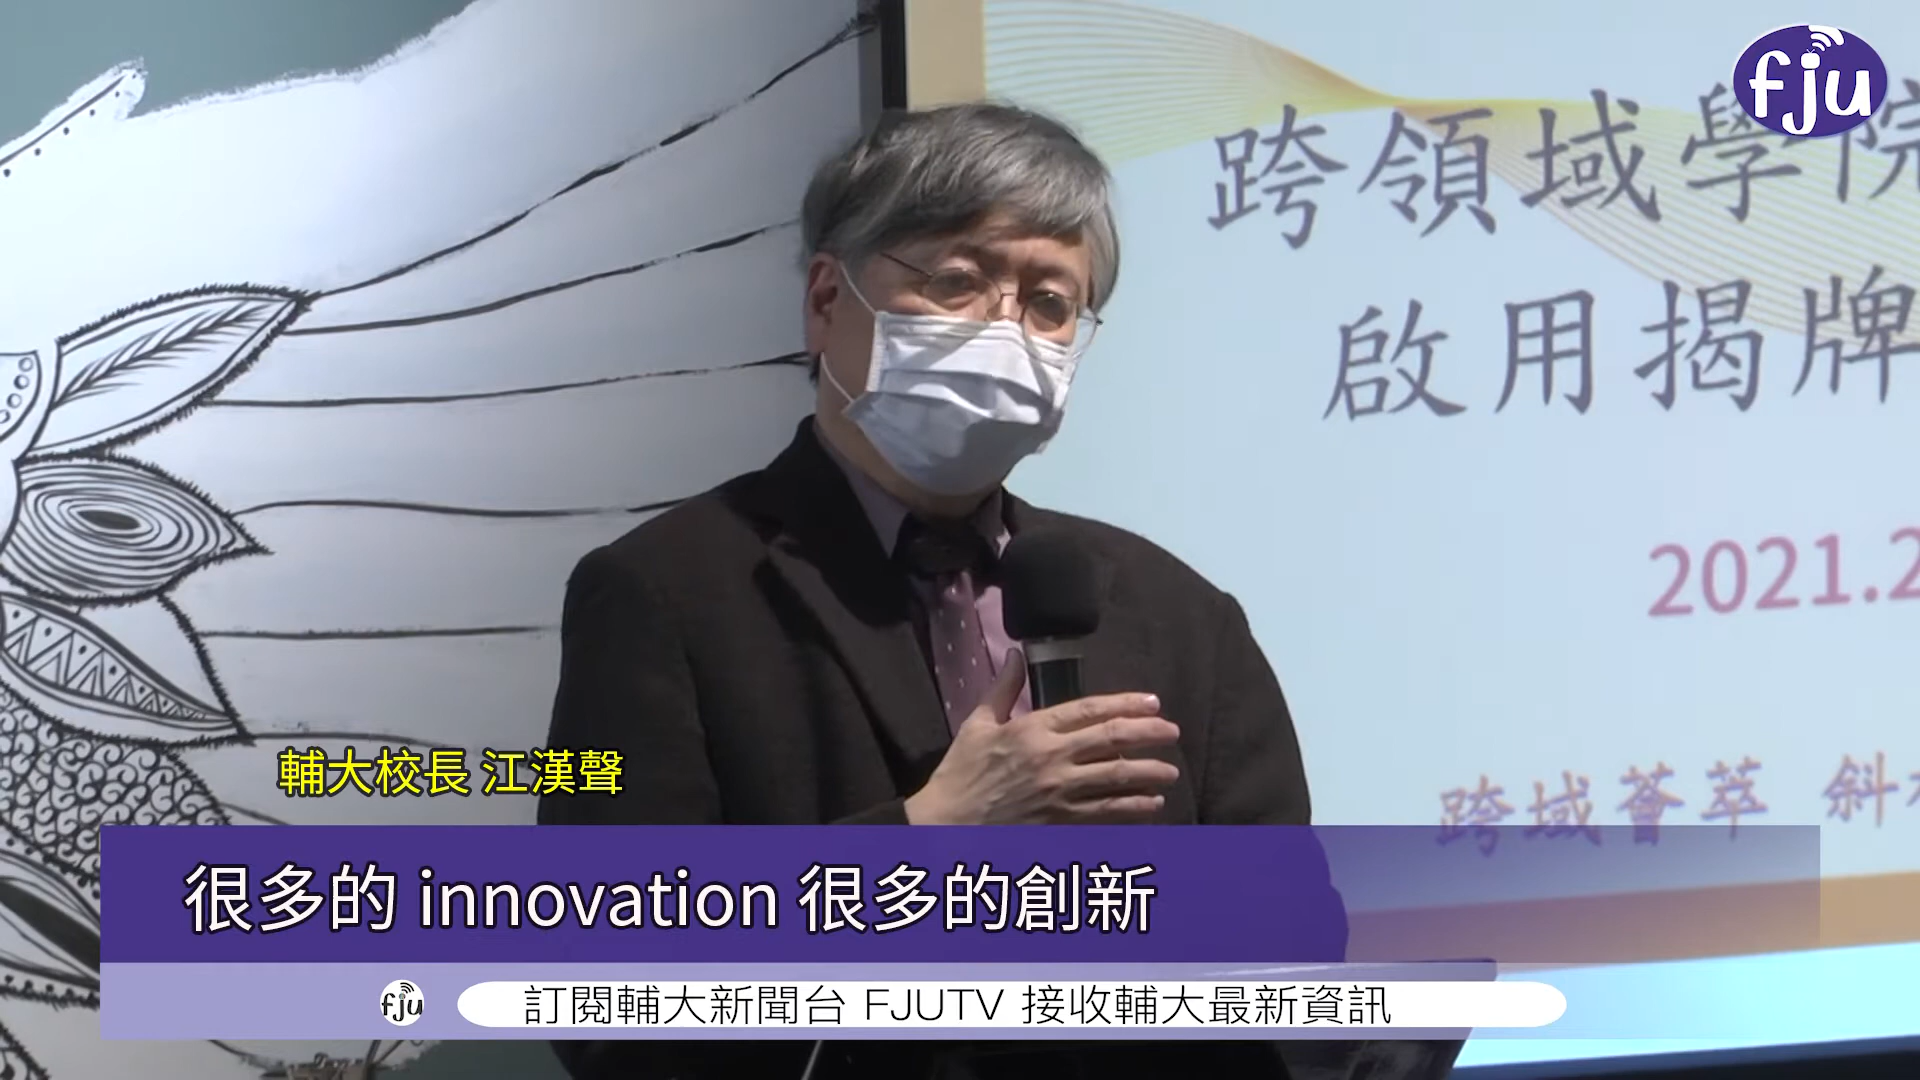 fju
跨領域學院
啟用揭牌
2021.2
跨域薈萃 斜
輔大校長 江漢聲
很多的 innovation 很多的創新
fju 訂閱輔大新聞台 FJUTV 接收輔大最新資訊